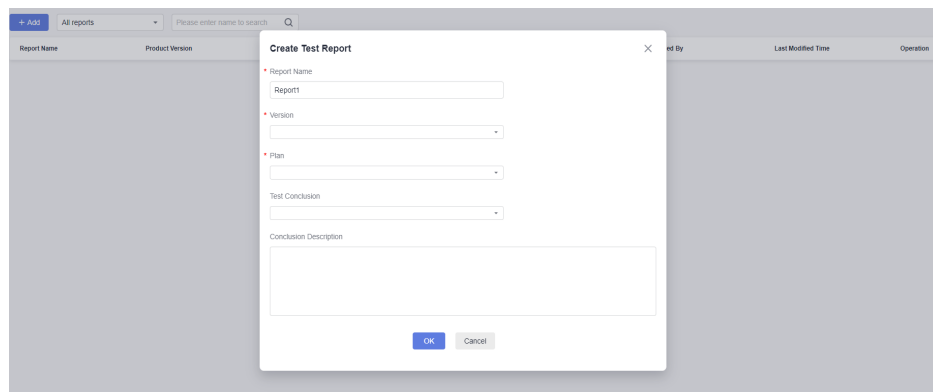 + Add All reports Please enter name to search
Report Name Product Version ed By Last Modified Time Operation
Create Test Report
* Report Name
Report1
* Version
* Plan
Test Conclusion
Conclusion Description
OK Cancel